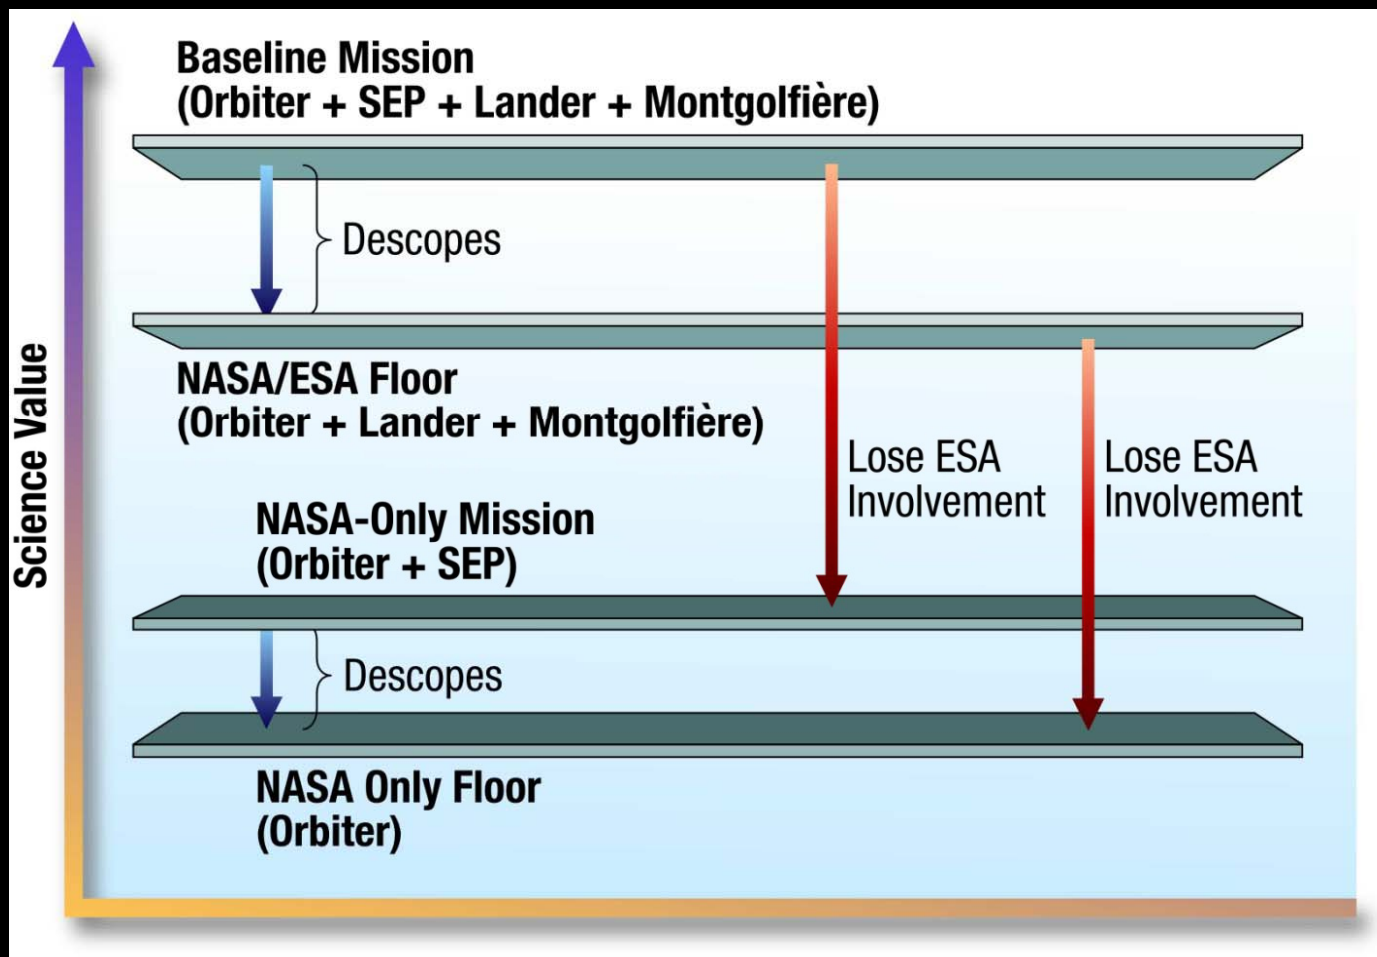 Baseline Mission
(Orbiter + SEP + Lander + Montgolfière)
Descopes
NASA/ESA Floor
(Orbiter + Lander + Montgolfière)
Lose ESA
Involvement
Lose ESA
Involvement
NASA-Only Mission
(Orbiter + SEP)
Descopes
NASA Only Floor
(Orbiter)
Science Value